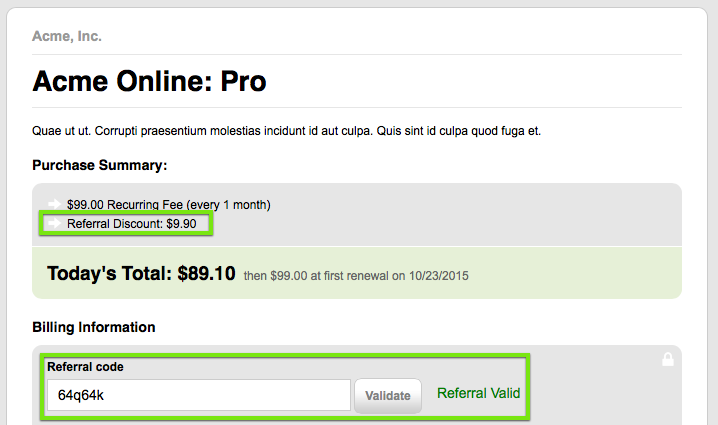 Acme, Inc.
Acme Online: Pro
Quae ut ut. Corrupti praesentium molestias incidunt id aut culpa. Quis sint id culpa quod fuga et.
Purchase Summary:
$99.00 Recurring Fee (every 1 month)
Referral Discount: $9.90
Today's Total: $89.10 then $99.00 at first renewal on 10/23/2015
Billing Information
Referral code
64q64k Validate Referral Valid